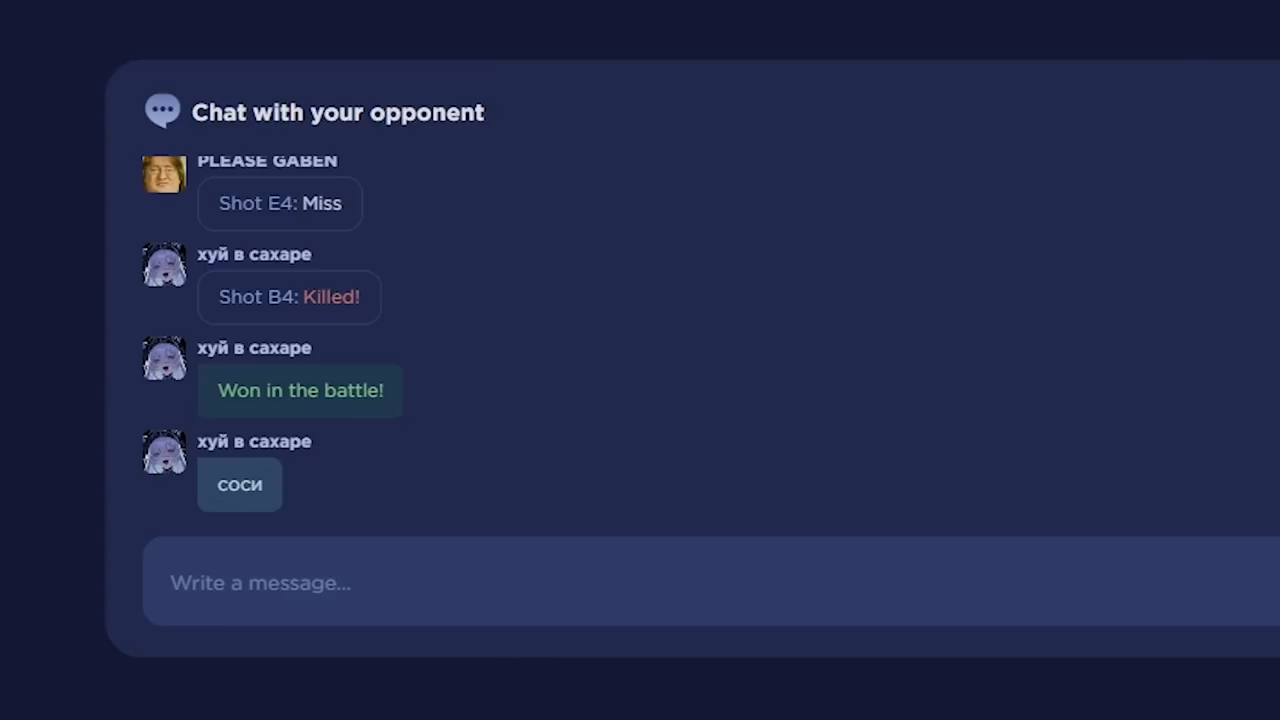 Chat with your opponent
PLEASE GABEN
Shot E4: Miss
хуй в сахаре
Shot B4: Killed!
хуй в сахаре
Won in the battle!
хуй в сахаре
соси
Write a message...